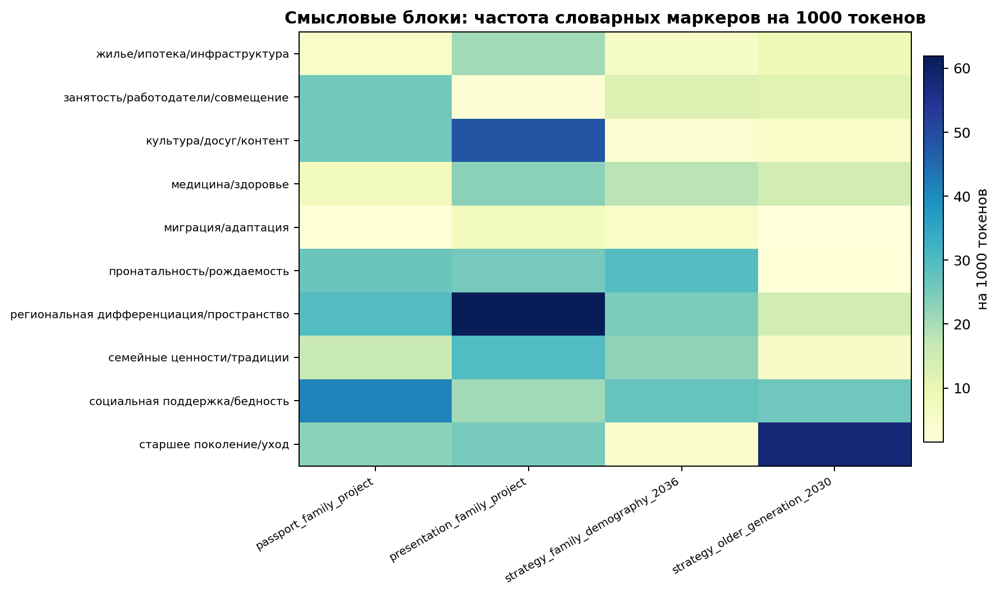 Смысловые блоки: частота словарных маркеров на 1000 токенов
жилье/ипотека/инфраструктура
занятость/работодатели/совмещение
культура/досуг/контент
медицина/здоровье
миграция/адаптация
пронатальность/рождаемость
региональная дифференциация/пространство
семейные ценности/традиции
социальная поддержка/бедность
старшее поколение/уход
passport_family_project
presentation_family_project
strategy_family_demography_2036
strategy_older_generation_2030
60
50
40
30
20
10
на 1000 токенов